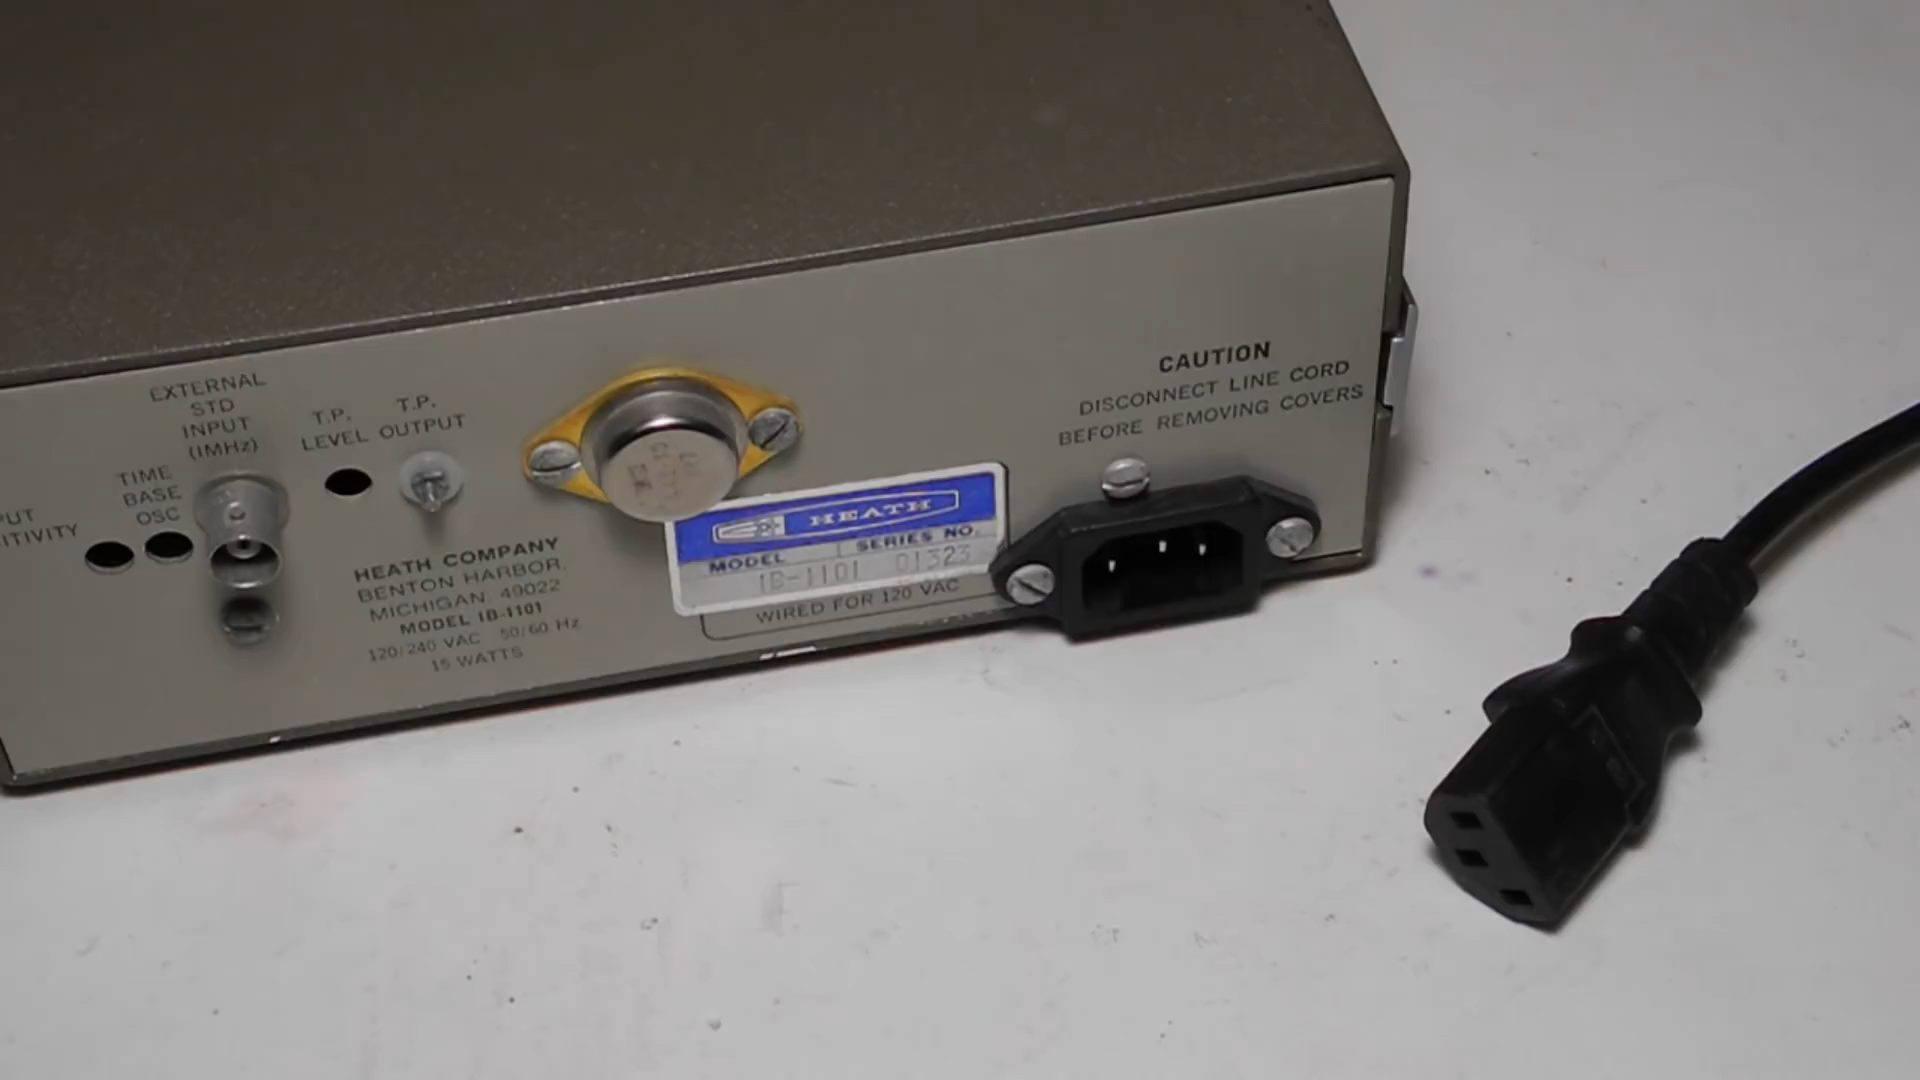 EXTERNAL
STD
INPUT
(1MHz)
TIME
BASE
OSC
T.P.
LEVEL
T.P.
OUTPUT
HEATH COMPANY
BENTON HARBOR,
MICHIGAN, 49022
MODEL IB-1101
120/240 VAC 50/60 Hz
15 WATTS
HEATH
MODEL SERIES NO.
IB-1101 01323
WIRED FOR 120 VAC
CAUTION
DISCONNECT LINE CORD
BEFORE REMOVING COVERS